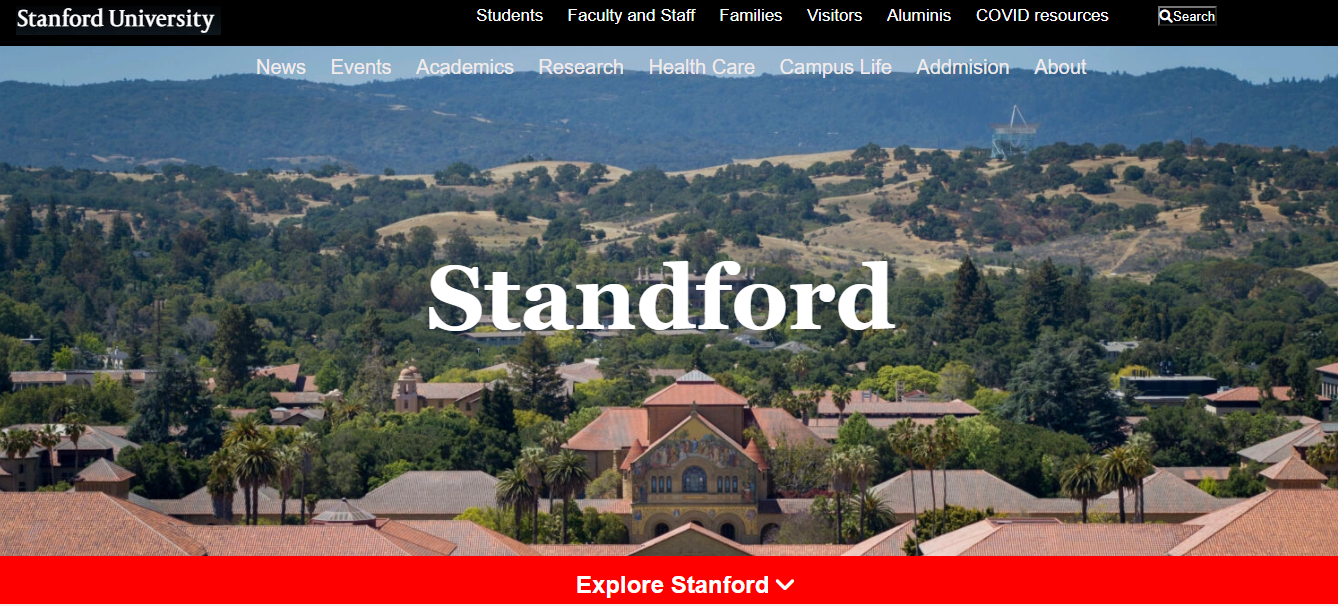 Stanford University
Students Faculty and Staff Families Visitors Aluminis COVID resources Search
News Events Academics Research Health Care Campus Life Addmision About
Standford
Explore Stanford